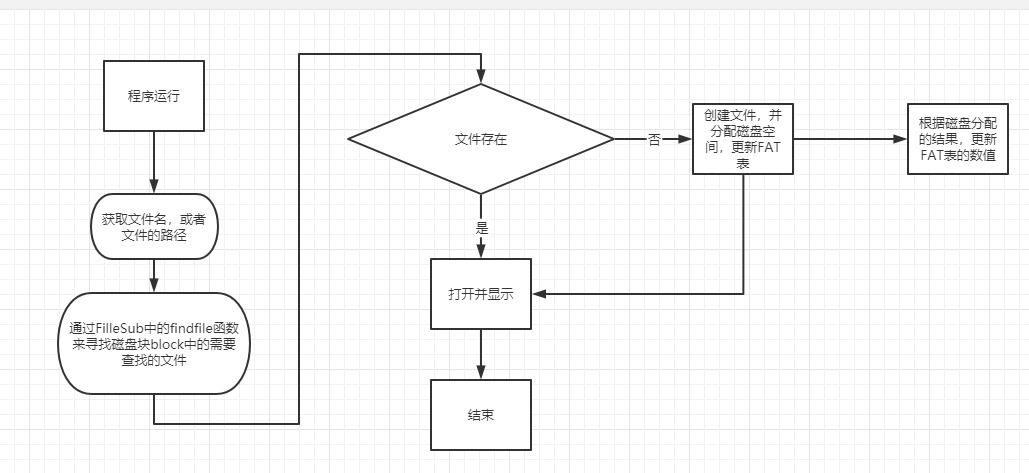 程序运行
获取文件名，或者
文件的路径
通过FilleSub中的findfile函数
来寻找磁盘块block中的需要
查找的文件
文件存在
否
创建文件，并
分配磁盘空
间，更新FAT
表
根据磁盘分配
的结果，更新
FAT表的数值
是
打开并显示
结束